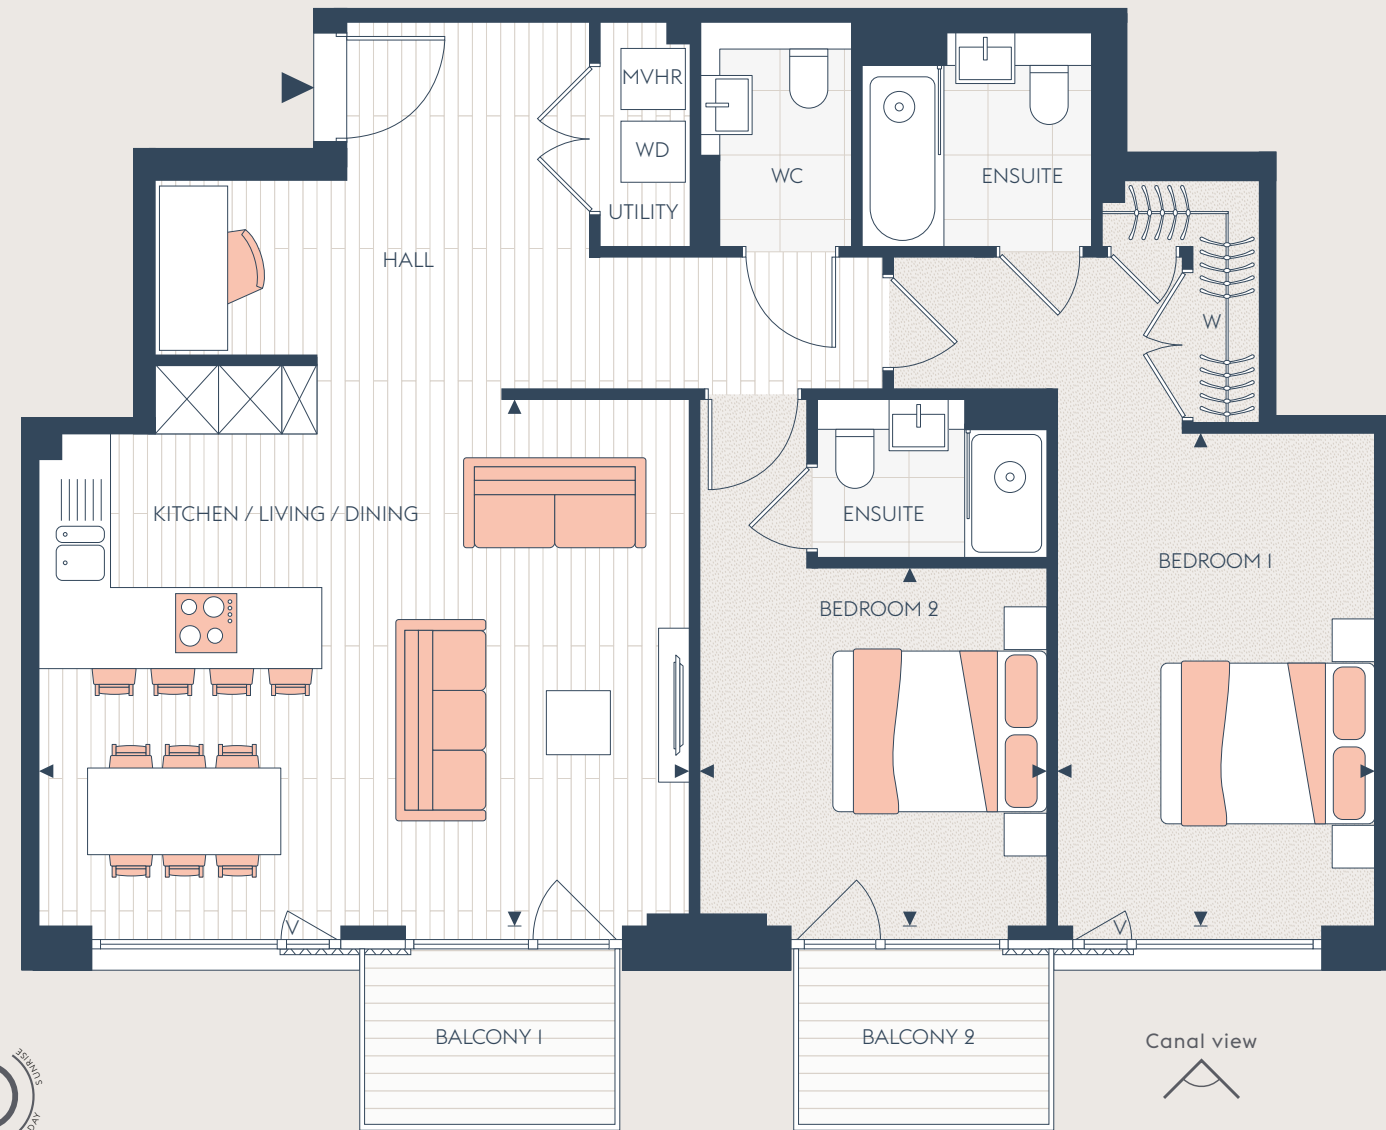 MVHR
WD
UTILITY
WC
ENSUITE
HALL
W
KITCHEN / LIVING / DINING
ENSUITE
BEDROOM 1
BEDROOM 2
V
V
BALCONY 1
BALCONY 2
Canal view
SUNRISE